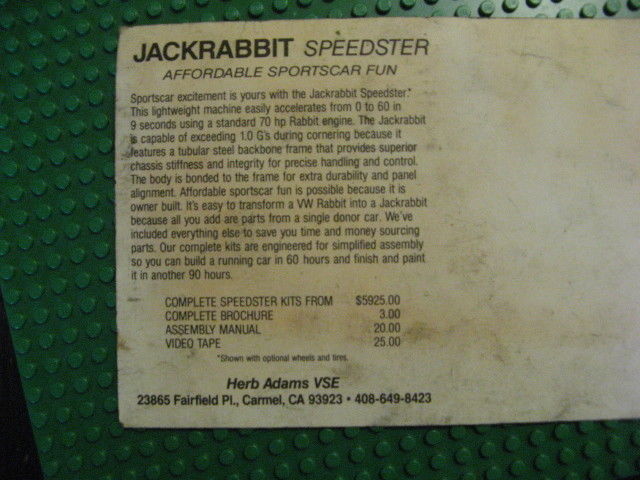 JACKRABBIT SPEEDSTER
AFFORDABLE SPORTSCAR FUN
Sportscar excitement is yours with the Jackrabbit Speedster.*
This lightweight machine easily accelerates from 0 to 60 in
9 seconds using a standard 70 hp Rabbit engine. The Jackrabbit
is capable of exceeding 1.0 G's during cornering because it
features a tubular steel backbone frame that provides superior
chassis stiffness and integrity for precise handling and control.
The body is bonded to the frame for extra durability and panel
alignment. Affordable sportscar fun is possible because it is
owner built. It's easy to transform a VW Rabbit into a Jackrabbit
because all you add are parts from a single donor car. We've
included everything else to save you time and money sourcing
parts. Our complete kits are engineered for simplified assembly
so you can build a running car in 60 hours and finish and paint
it in another 90 hours.
COMPLETE SPEEDSTER KITS FROM $5925.00
COMPLETE BROCHURE 3.00
ASSEMBLY MANUAL 20.00
VIDEO TAPE 25.00
*Shown with optional wheels and tires.
Herb Adams VSE
23865 Fairfield Pl., Carmel, CA 93923 • 408-649-8423